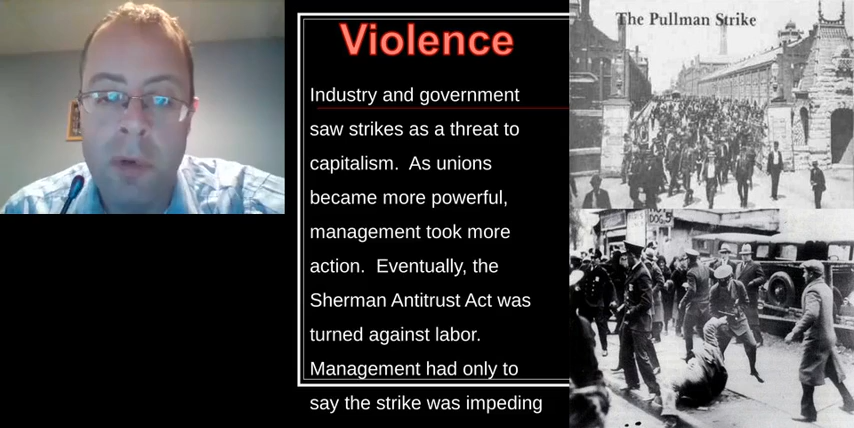 Violence
Industry and government
saw strikes as a threat to
capitalism. As unions
became more powerful,
management took more
action. Eventually, the
Sherman Antitrust Act was
turned against labor.
Management had only to
say the strike was impeding
The Pullman Strike
DOG.5